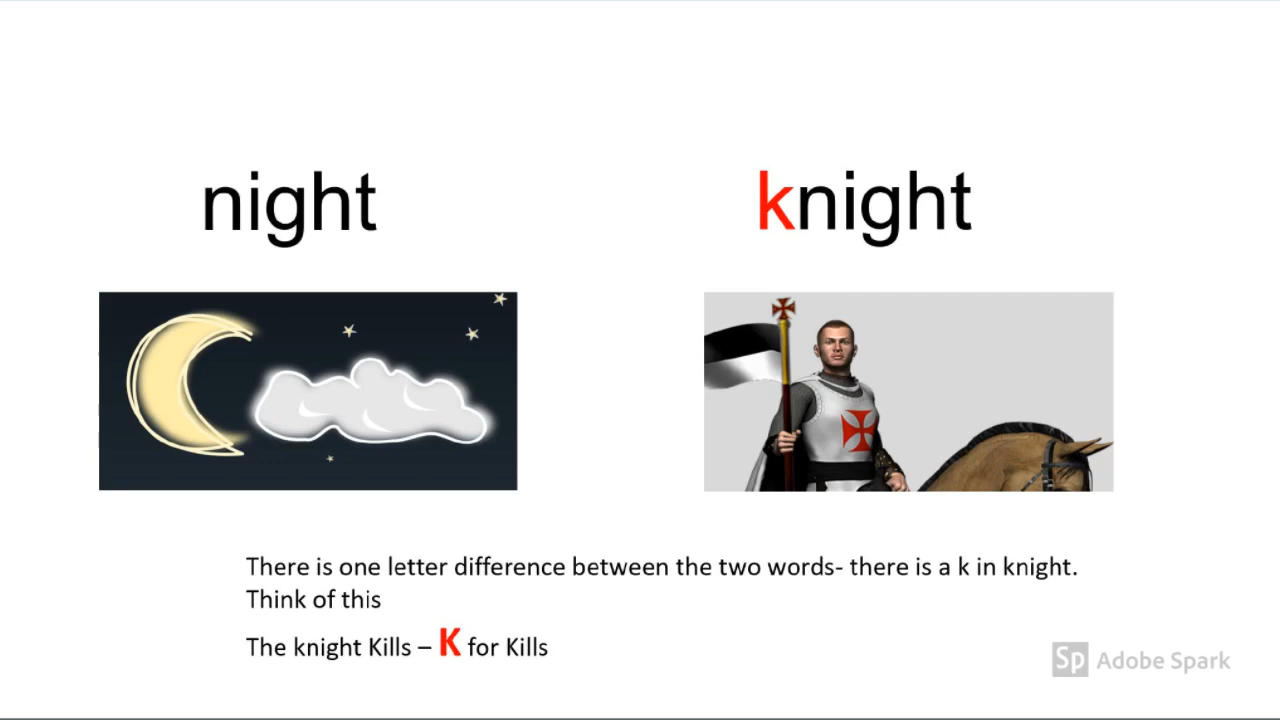 night
knight
There is one letter difference between the two words- there is a k in knight.
Think of this
The knight Kills – K for Kills
Sp Adobe Spark